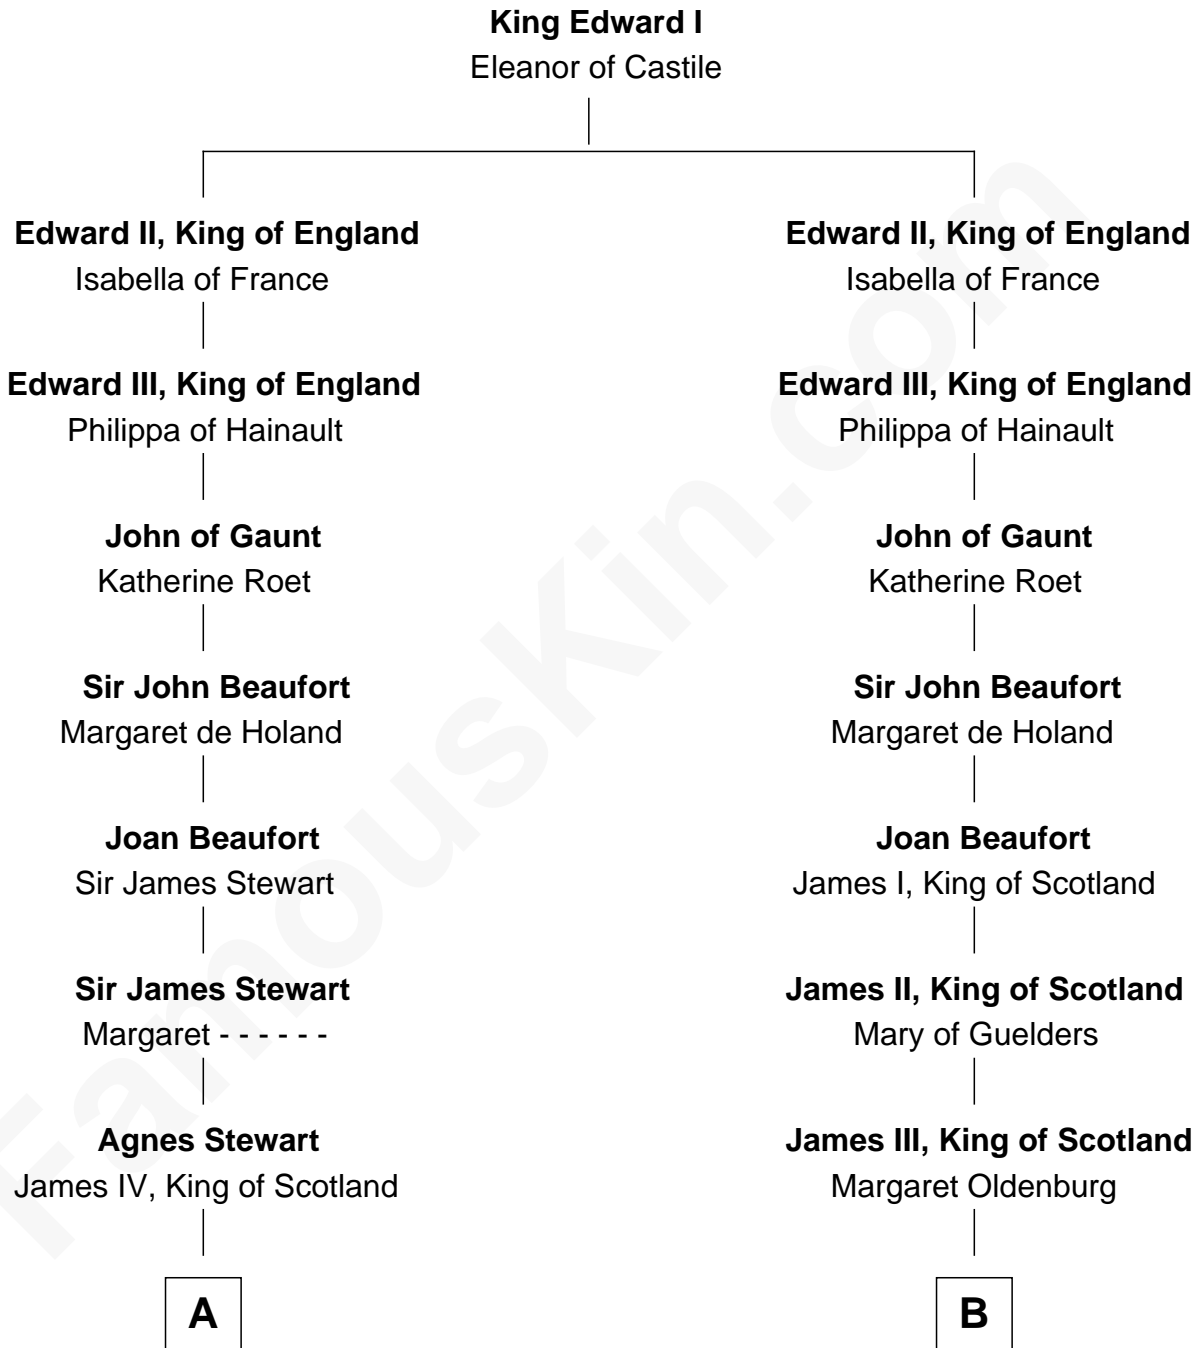 King Edward I
Eleanor of Castile
Edward II, King of England
Isabella of France
Edward III, King of England
Philippa of Hainault
John of Gaunt
Katherine Roet
Sir John Beaufort
Margaret de Holand
Joan Beaufort
Sir James Stewart
Sir James Stewart
Margaret - - - - - -
Agnes Stewart
James IV, King of Scotland
A
Edward II, King of England
Isabella of France
Edward III, King of England
Philippa of Hainault
John of Gaunt
Katherine Roet
Sir John Beaufort
Margaret de Holand
Joan Beaufort
James I, King of Scotland
James II, King of Scotland
Mary of Guelders
James III, King of Scotland
Margaret Oldenburg
B
FamousKin.com